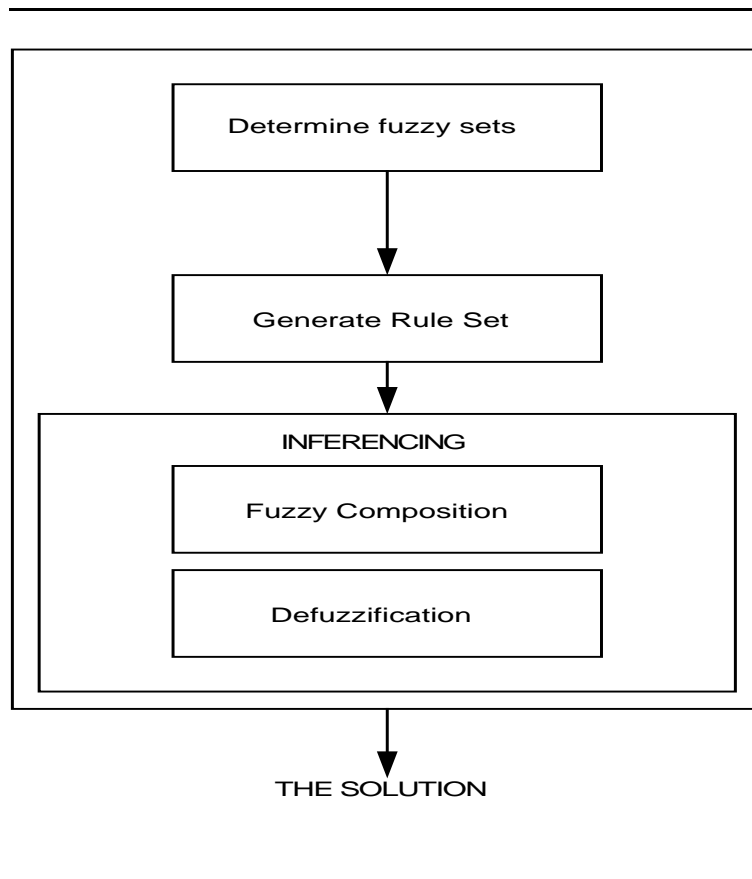 Determine fuzzy sets
Generate Rule Set
INFERENCING
Fuzzy Composition
Defuzzification
THE SOLUTION